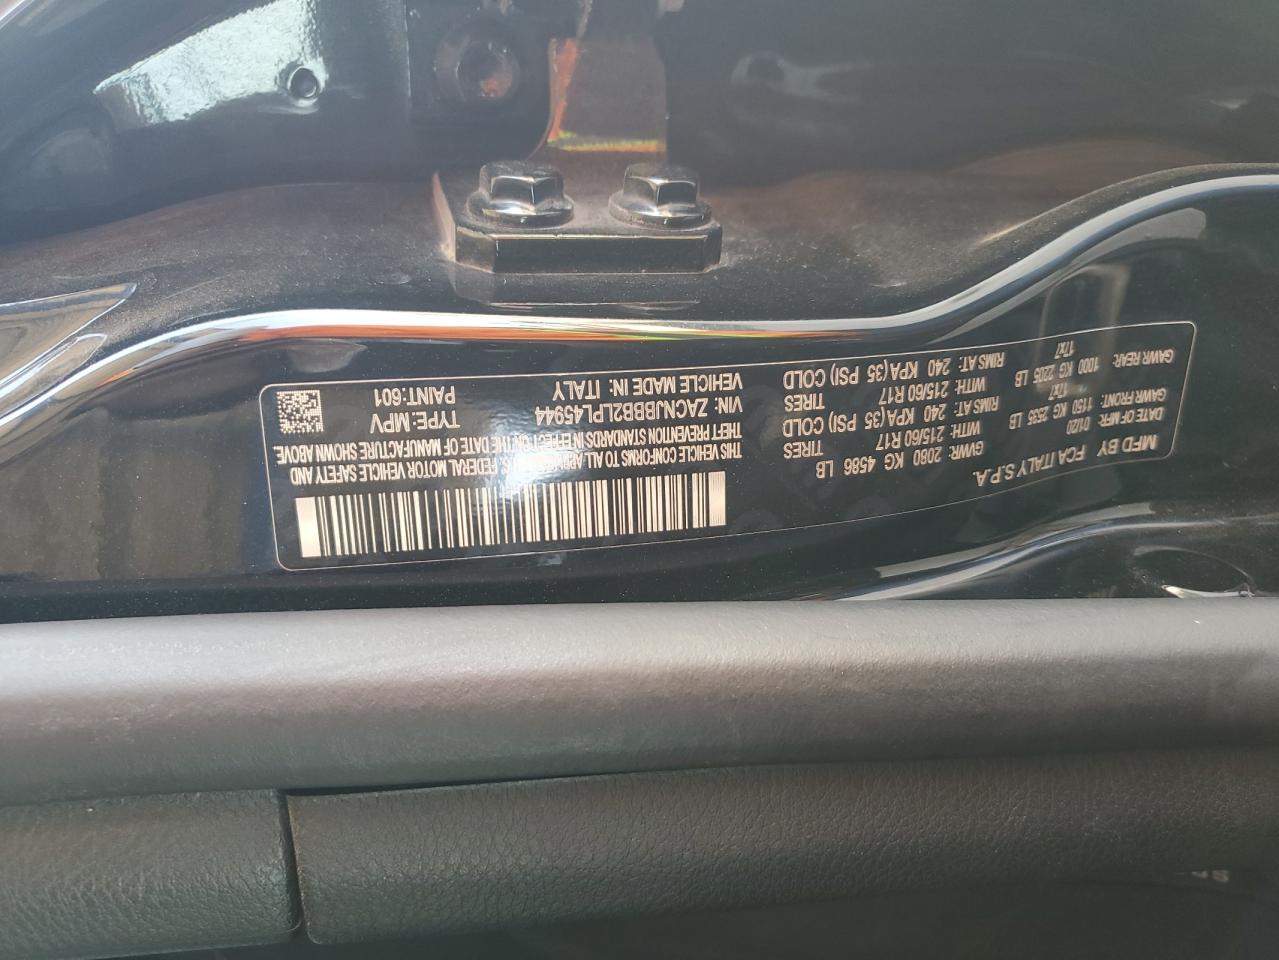 MFD BY FCA ITALY S.P.A.
DATE OF MFR: 01/20 GVWR: 2080 KG 4586 LB
GAWR FRONT: 1150 KG 2535 LB WITH: 215/60 R17 TIRES
17x7 RIMS AT: 240 KPA(35 PSI) COLD
GAWR REAR: 1000 KG 2205 LB WITH: 215/60 R17 TIRES
17x7 RIMS AT: 240 KPA(35 PSI) COLD
THIS VEHICLE CONFORMS TO ALL U.S. FEDERAL MOTOR VEHICLE SAFETY AND
THEFT PREVENTION STANDARDS IN EFFECT ON THE DATE OF MANUFACTURE SHOWN ABOVE.
VIN: ZACNJBBB2LPL45944 TYPE: MPV
VEHICLE MADE IN: ITALY PAINT:601